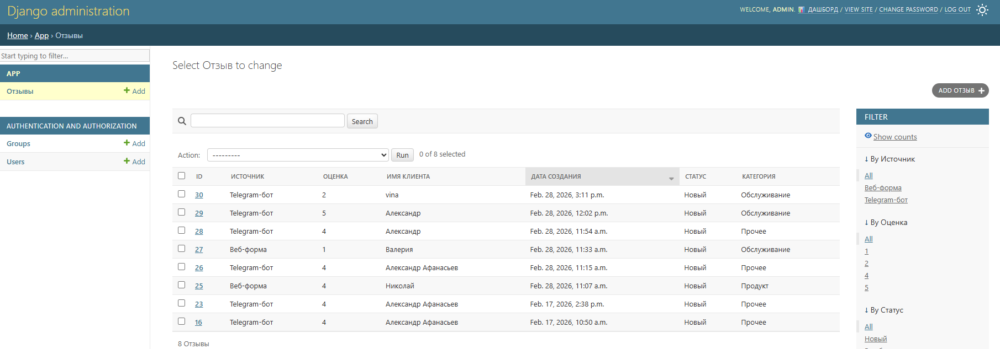 Django administration
WELCOME, ADMIN. ДАШБОРД / VIEW SITE / CHANGE PASSWORD / LOG OUT
Home › App › Отзывы
Start typing to filter...
APP
Отзывы + Add
AUTHENTICATION AND AUTHORIZATION
Groups + Add
Users + Add
Select Отзыв to change
ADD ОТЗЫВ +
Search
Action: --------- Run 0 of 8 selected
ID ИСТОЧНИК ОЦЕНКА ИМЯ КЛИЕНТА ДАТА СОЗДАНИЯ СТАТУС КАТЕГОРИЯ
30 Telegram-бот 2 vina Feb. 28, 2026, 3:11 p.m. Новый Обслуживание
29 Telegram-бот 5 Александр Feb. 28, 2026, 12:02 p.m. Новый Обслуживание
28 Telegram-бот 4 Александр Feb. 28, 2026, 11:54 a.m. Новый Прочее
27 Веб-форма 1 Валерия Feb. 28, 2026, 11:33 a.m. Новый Обслуживание
26 Telegram-бот 4 Александр Афанасьев Feb. 28, 2026, 11:15 a.m. Новый Прочее
25 Веб-форма 4 Николай Feb. 28, 2026, 11:07 a.m. Новый Продукт
23 Telegram-бот 4 Александр Афанасьев Feb. 17, 2026, 2:38 p.m. Новый Прочее
16 Telegram-бот 4 Александр Афанасьев Feb. 17, 2026, 10:50 a.m. Новый Прочее
8 Отзывы
FILTER
Show counts
↓ By Источник
All
Веб-форма
Telegram-бот
↓ By Оценка
All
1
2
4
5
↓ By Статус
All
Новый